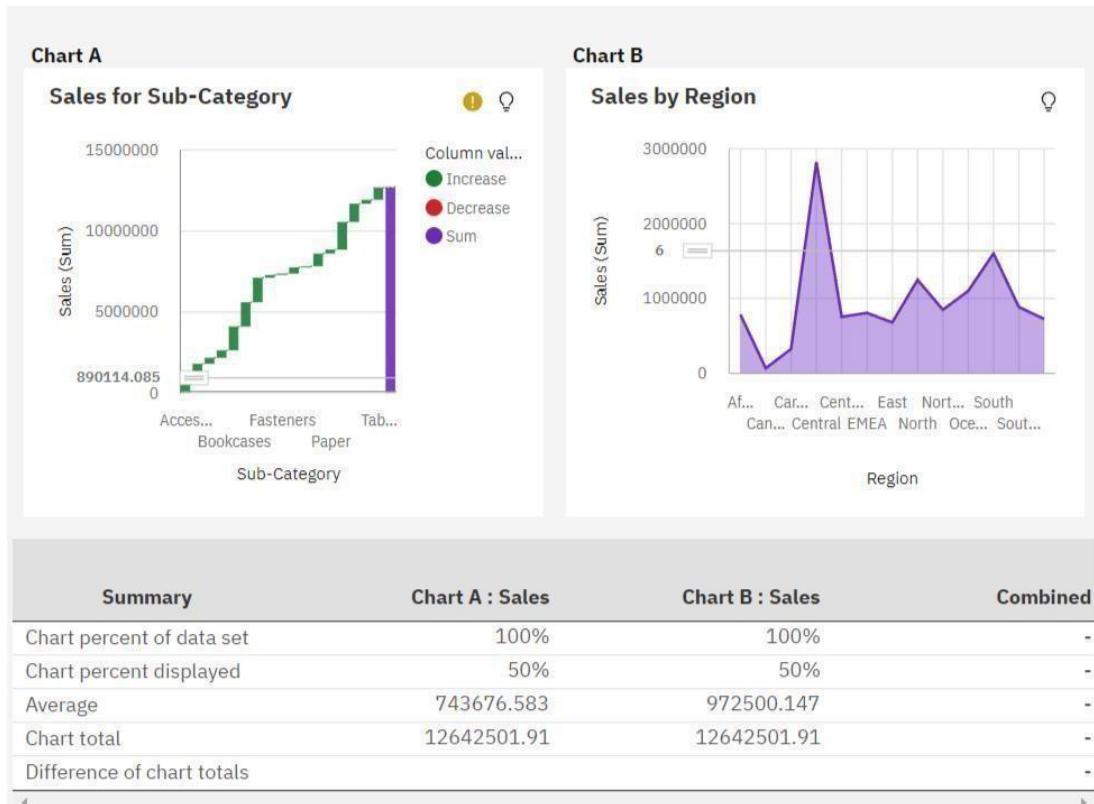 Chart A
Chart B
Sales for Sub-Category
Sales by Region
Sales (Sum)
15000000
10000000
5000000
890114.085
0
Acces...
Fasteners
Tab...
Bookcases
Paper
Sub-Category
Column val...
Increase
Decrease
Sum
Sales (Sum)
3000000
2000000
6
1000000
0
Af... Car... Cent... East Nort... South
Can... Central EMEA North Oce... Sout...
Region
Summary Chart A : Sales Chart B : Sales Combined
Chart percent of data set 100% 100% -
Chart percent displayed 50% 50% -
Average 743676.583 972500.147 -
Chart total 12642501.91 12642501.91 -
Difference of chart totals -